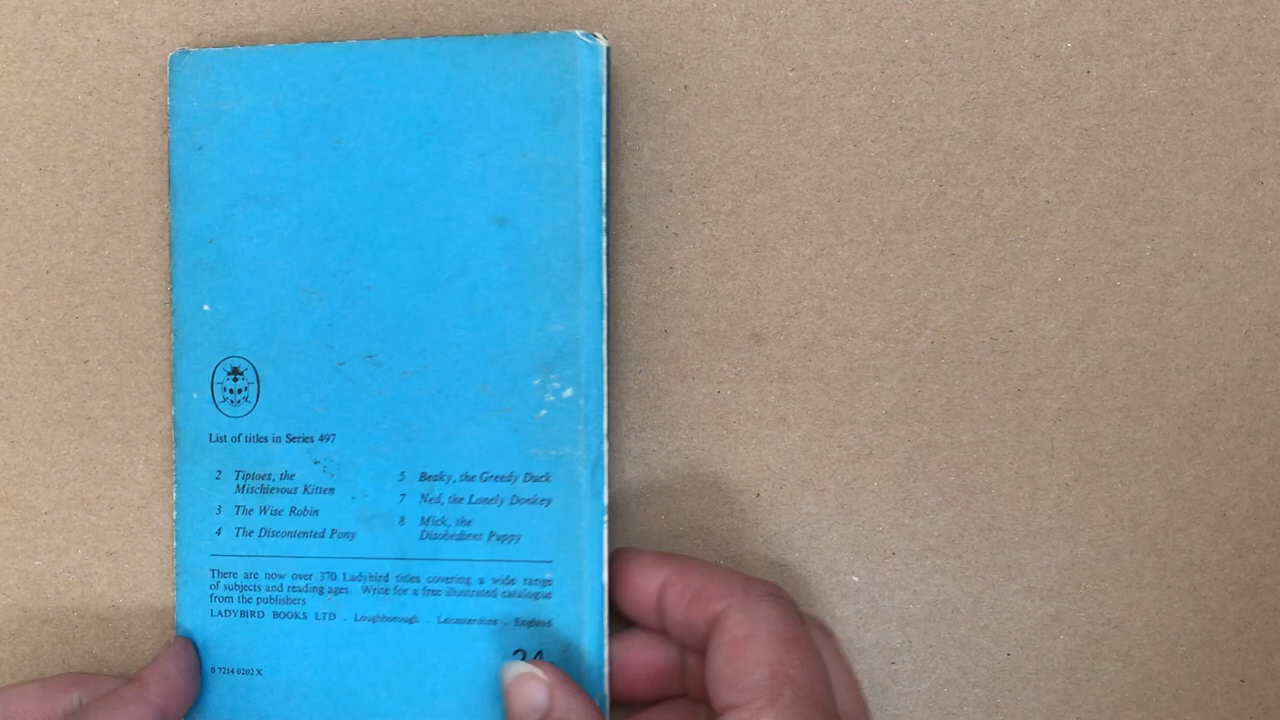 List of titles in Series 497
2 Tiptoes, the
Mischievous Kitten
3 The Wise Robin
4 The Discontented Pony
5 Beaky, the Greedy Duck
7 Ned, the Lonely Donkey
8 Mick, the
Disobedient Puppy
There are now over 370 Ladybird titles covering a wide range
of subjects and reading ages. Write for a free illustrated catalogue
from the publishers
LADYBIRD BOOKS LTD . Loughborough . Leicestershire . England
0 7214 0202 X